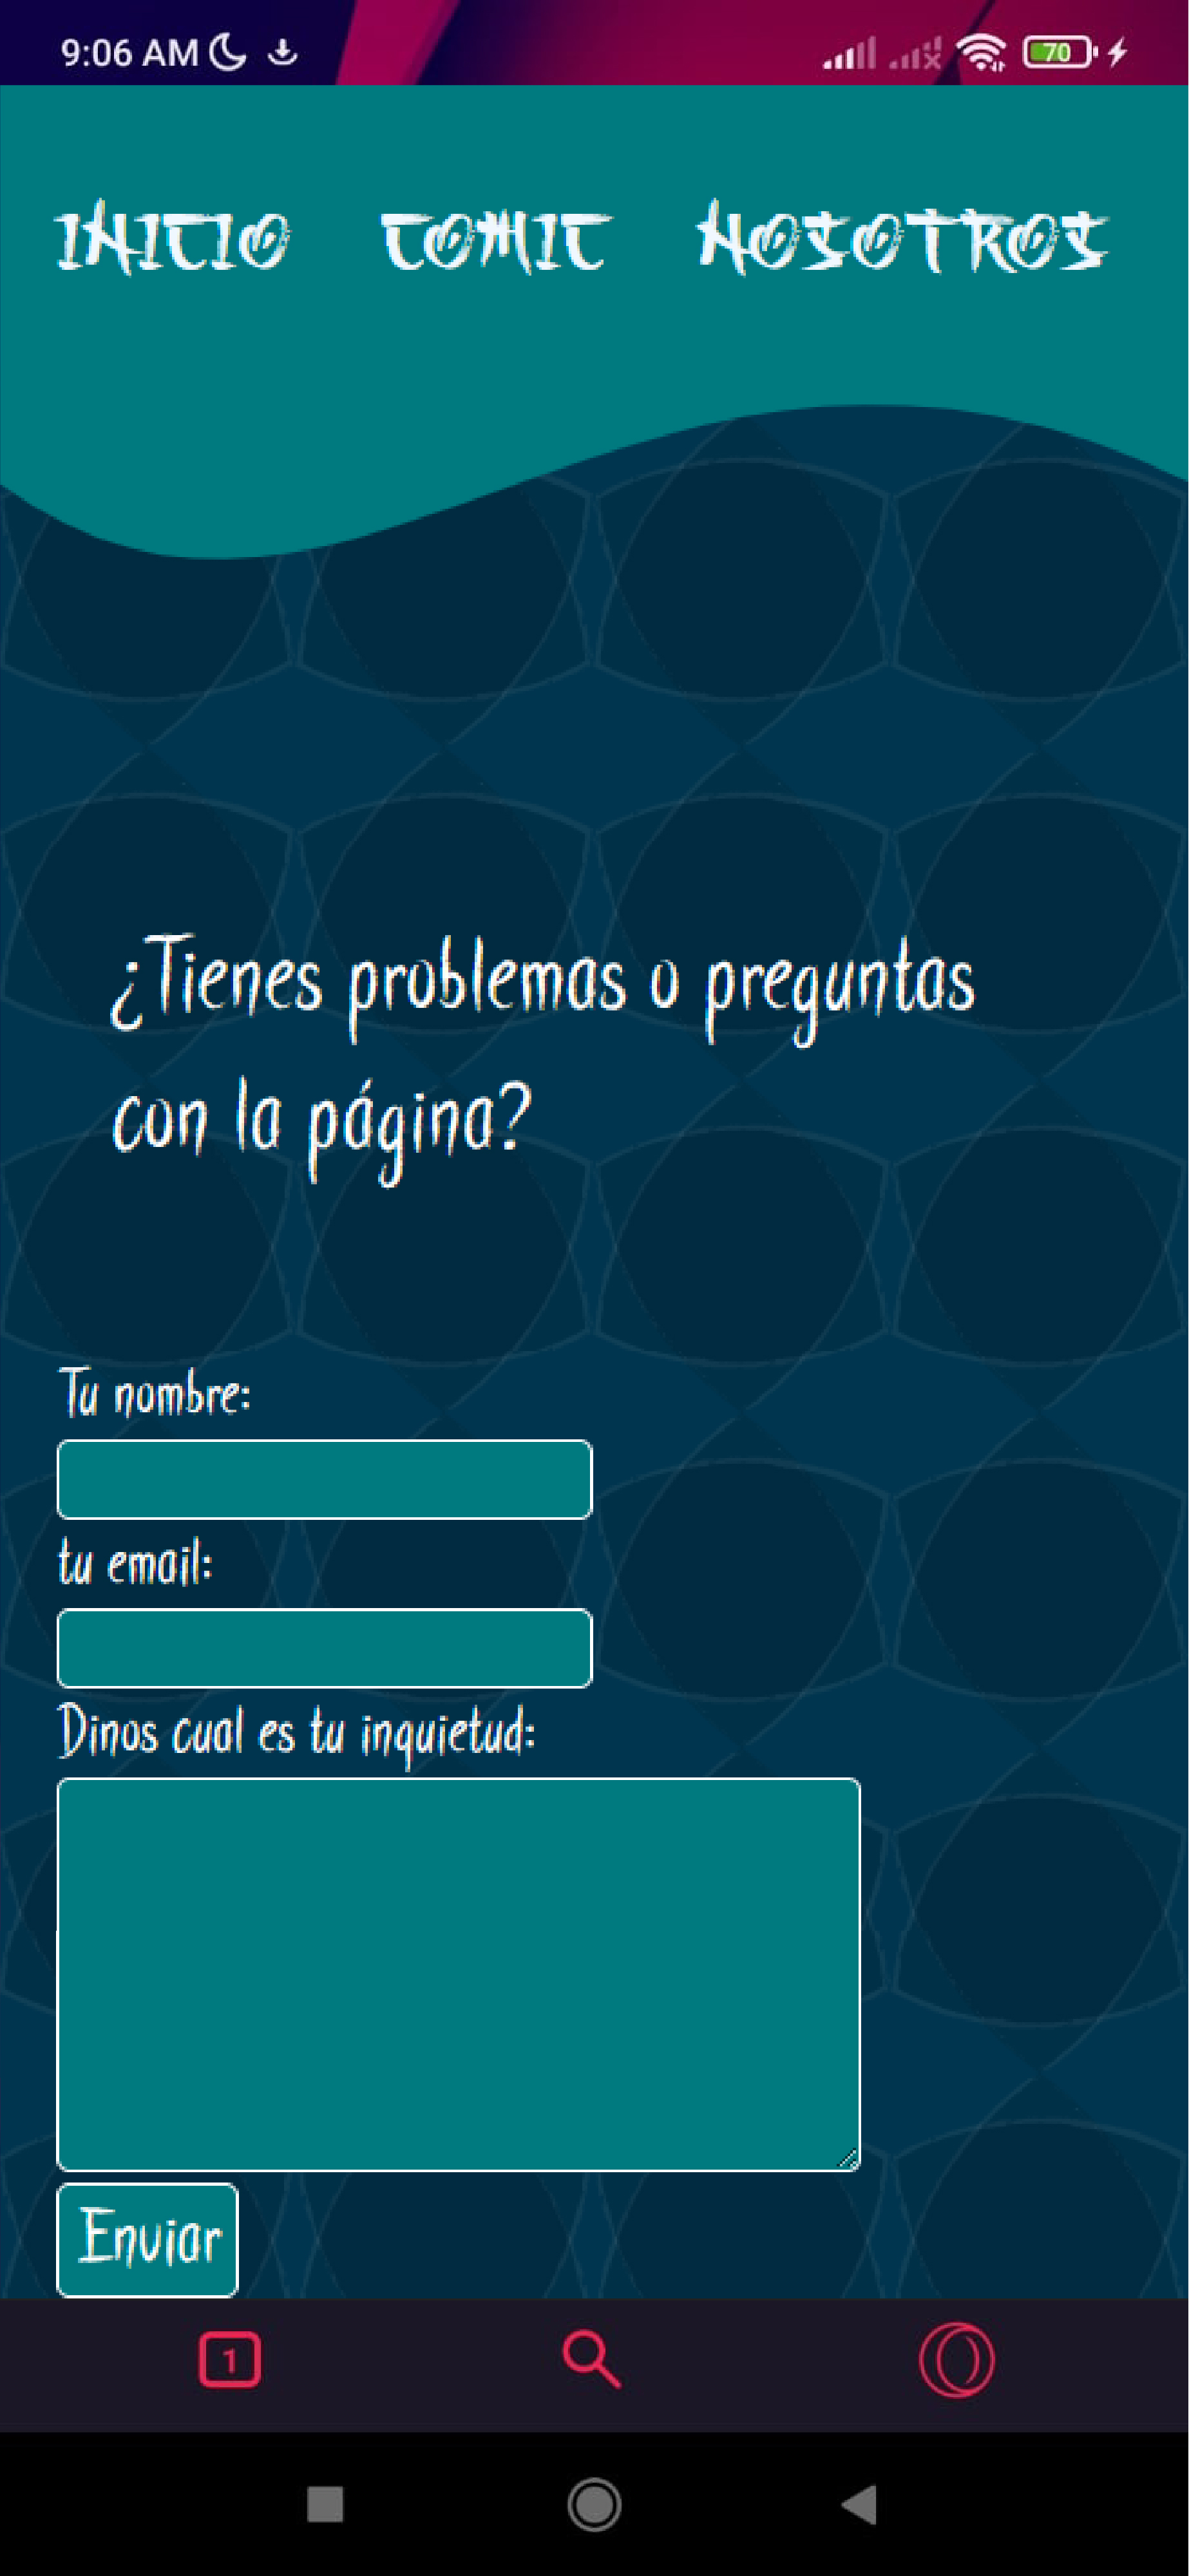 9:06 AM
70
INICIO COMIC NOSOTROS
¿Tienes problemas o preguntas
con la página?
Tu nombre:
tu email:
Dinos cual es tu inquietud:
Enviar
1